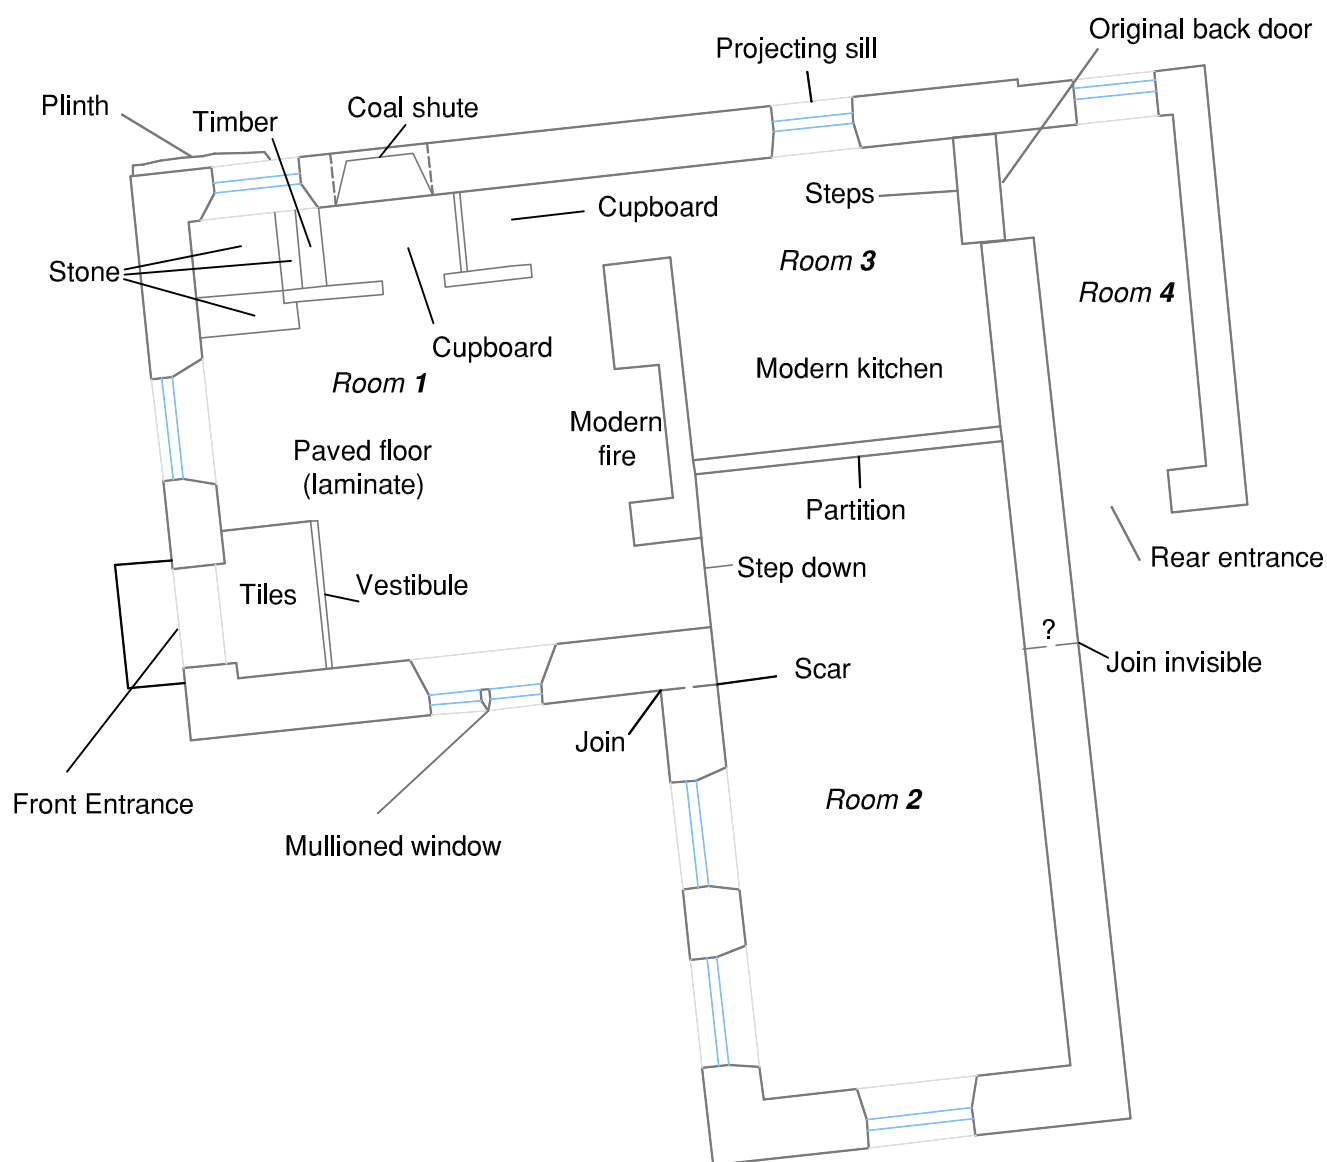 Original back door
Projecting sill
Plinth
Coal shute
Timber
Steps
Cupboard
Room 3
Stone
Room 4
Cupboard
Modern kitchen
Room 1
Modern
fire
Paved floor
(laminate)
Partition
Rear entrance
Step down
Vestibule
Tiles
?
Join invisible
Scar
Join
Front Entrance
Room 2
Mullioned window